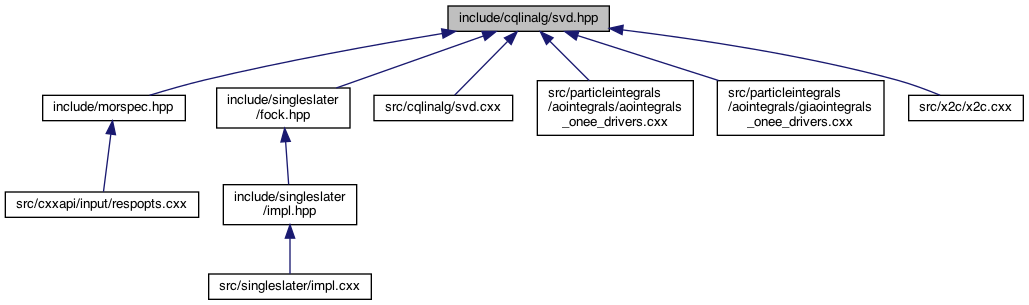 include/cqlinalg/svd.hpp
include/morspec.hpp
include/singleslater
/fock.hpp
src/cqlinalg/svd.cxx
src/particleintegrals
/aointegrals/aointegrals
_onee_drivers.cxx
src/particleintegrals
/aointegrals/giaointegrals
_onee_drivers.cxx
src/x2c/x2c.cxx
src/cxxapi/input/respopts.cxx
include/singleslater
/impl.hpp
src/singleslater/impl.cxx